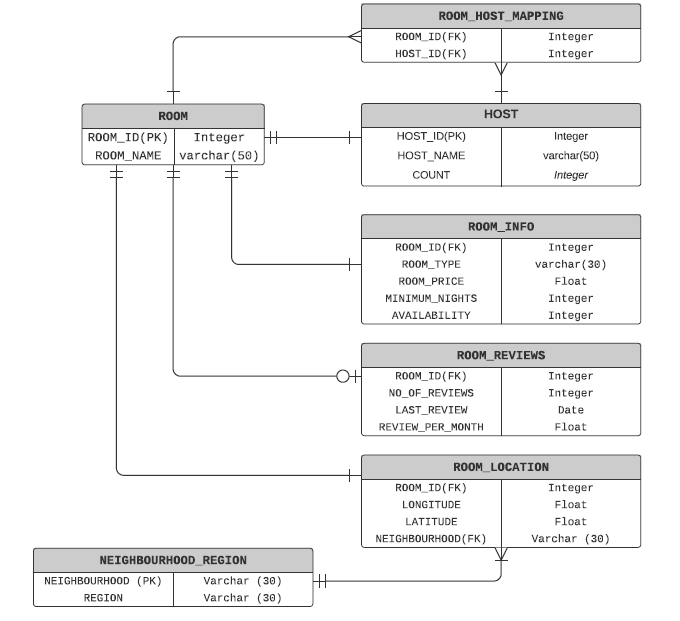 ROOM_HOST_MAPPING
ROOM_ID(FK) Integer
HOST_ID(FK) Integer
ROOM
ROOM_ID(PK) Integer
ROOM_NAME varchar(50)
HOST
HOST_ID(PK) Integer
HOST_NAME varchar(50)
COUNT Integer
ROOM_INFO
ROOM_ID(FK) Integer
ROOM_TYPE varchar(30)
ROOM_PRICE Float
MINIMUM_NIGHTS Integer
AVAILABILITY Integer
ROOM_REVIEWS
ROOM_ID(FK) Integer
NO_OF_REVIEWS Integer
LAST_REVIEW Date
REVIEW_PER_MONTH Float
ROOM_LOCATION
ROOM_ID(FK) Integer
LONGITUDE Float
LATITUDE Float
NEIGHBOURHOOD(FK) Varchar (30)
NEIGHBOURHOOD_REGION
NEIGHBOURHOOD (PK) Varchar (30)
REGION Varchar (30)